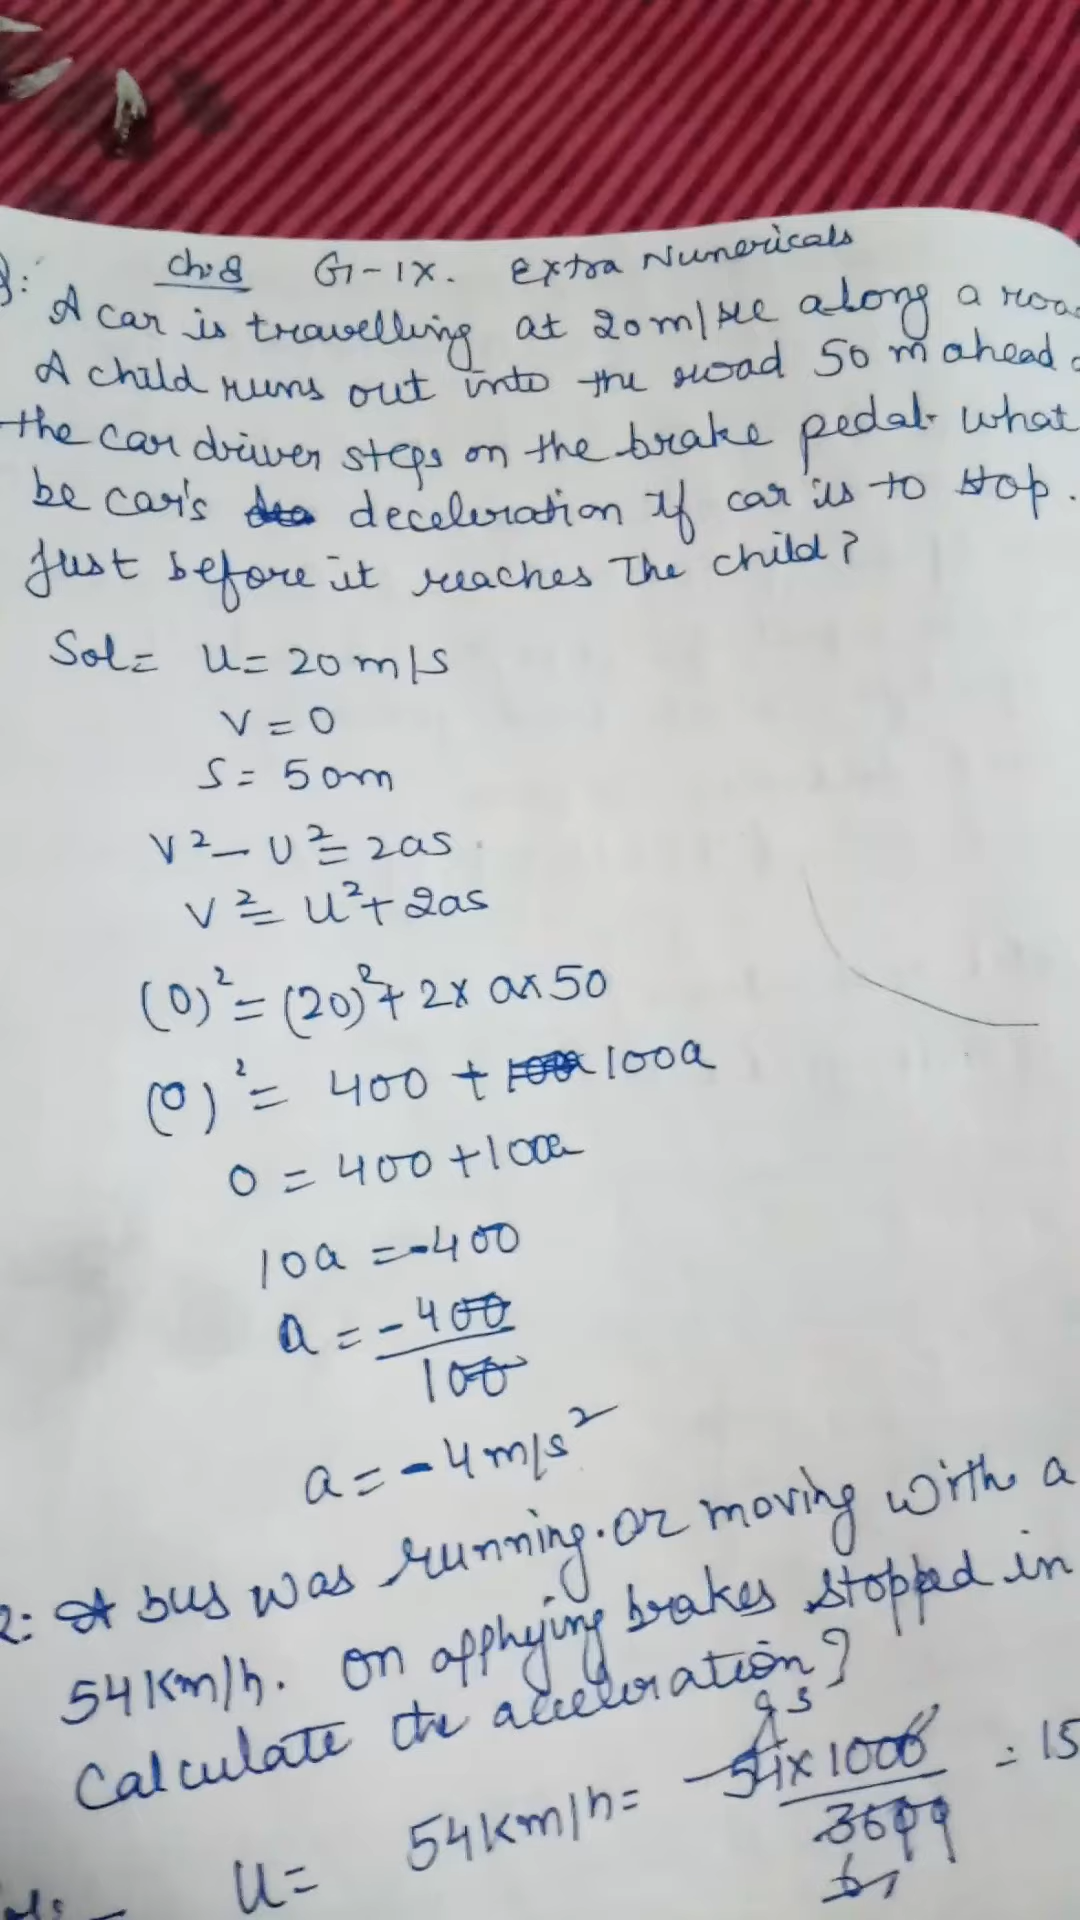 Ch:8 G-IX. Extra Numericals
A car is travelling at 20m/sec along a
A child runs out into the road 50 m ahead
the car driver steps on the brake pedal. what
be car's deceleration if car is to stop.
Just before it reaches The child?
Sol= U= 20m/s
V=0
S= 50m
V²-U²=2as
V²=U²+2as
(0)²=(20)²+2x ax50
(0)²= 400 + 100a
0=400+100a
10a =-400
a =-400
100
a=-4m/s²
2: A bus was running.or moving with a
54Km/h. On applying brakes stopped in
Calculate the acceleration?
U= 54Km/h= 54x1000 = 15
3600